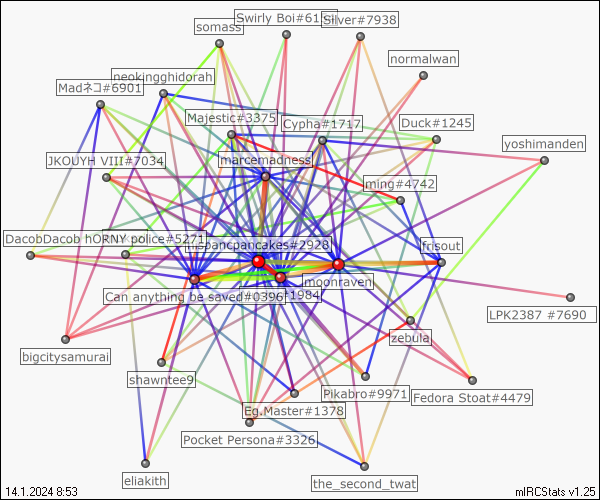 somass
Swirly Boi#61
Silver#7938
normalwan
Madネコ#6901
neokingghidorah
Majestic#3375
Cypha#1717
Duck#1245
yoshimanden
marcemadness
JKOUYH VIII#7034
ming#4742
DacobDacob
hORNY police#5271
pancpancakes#2928
frisout
moonraven
Can anything be saved#0396
1984
LPK2387 #7690
zebula
bigcitysamurai
shawntee9
Pikabro#9971
Fedora Stoat#4479
Eg.Master#1378
Pocket Persona#3326
eliakith
the_second_twat
14.1.2024 8:53
mIRCStats v1.25